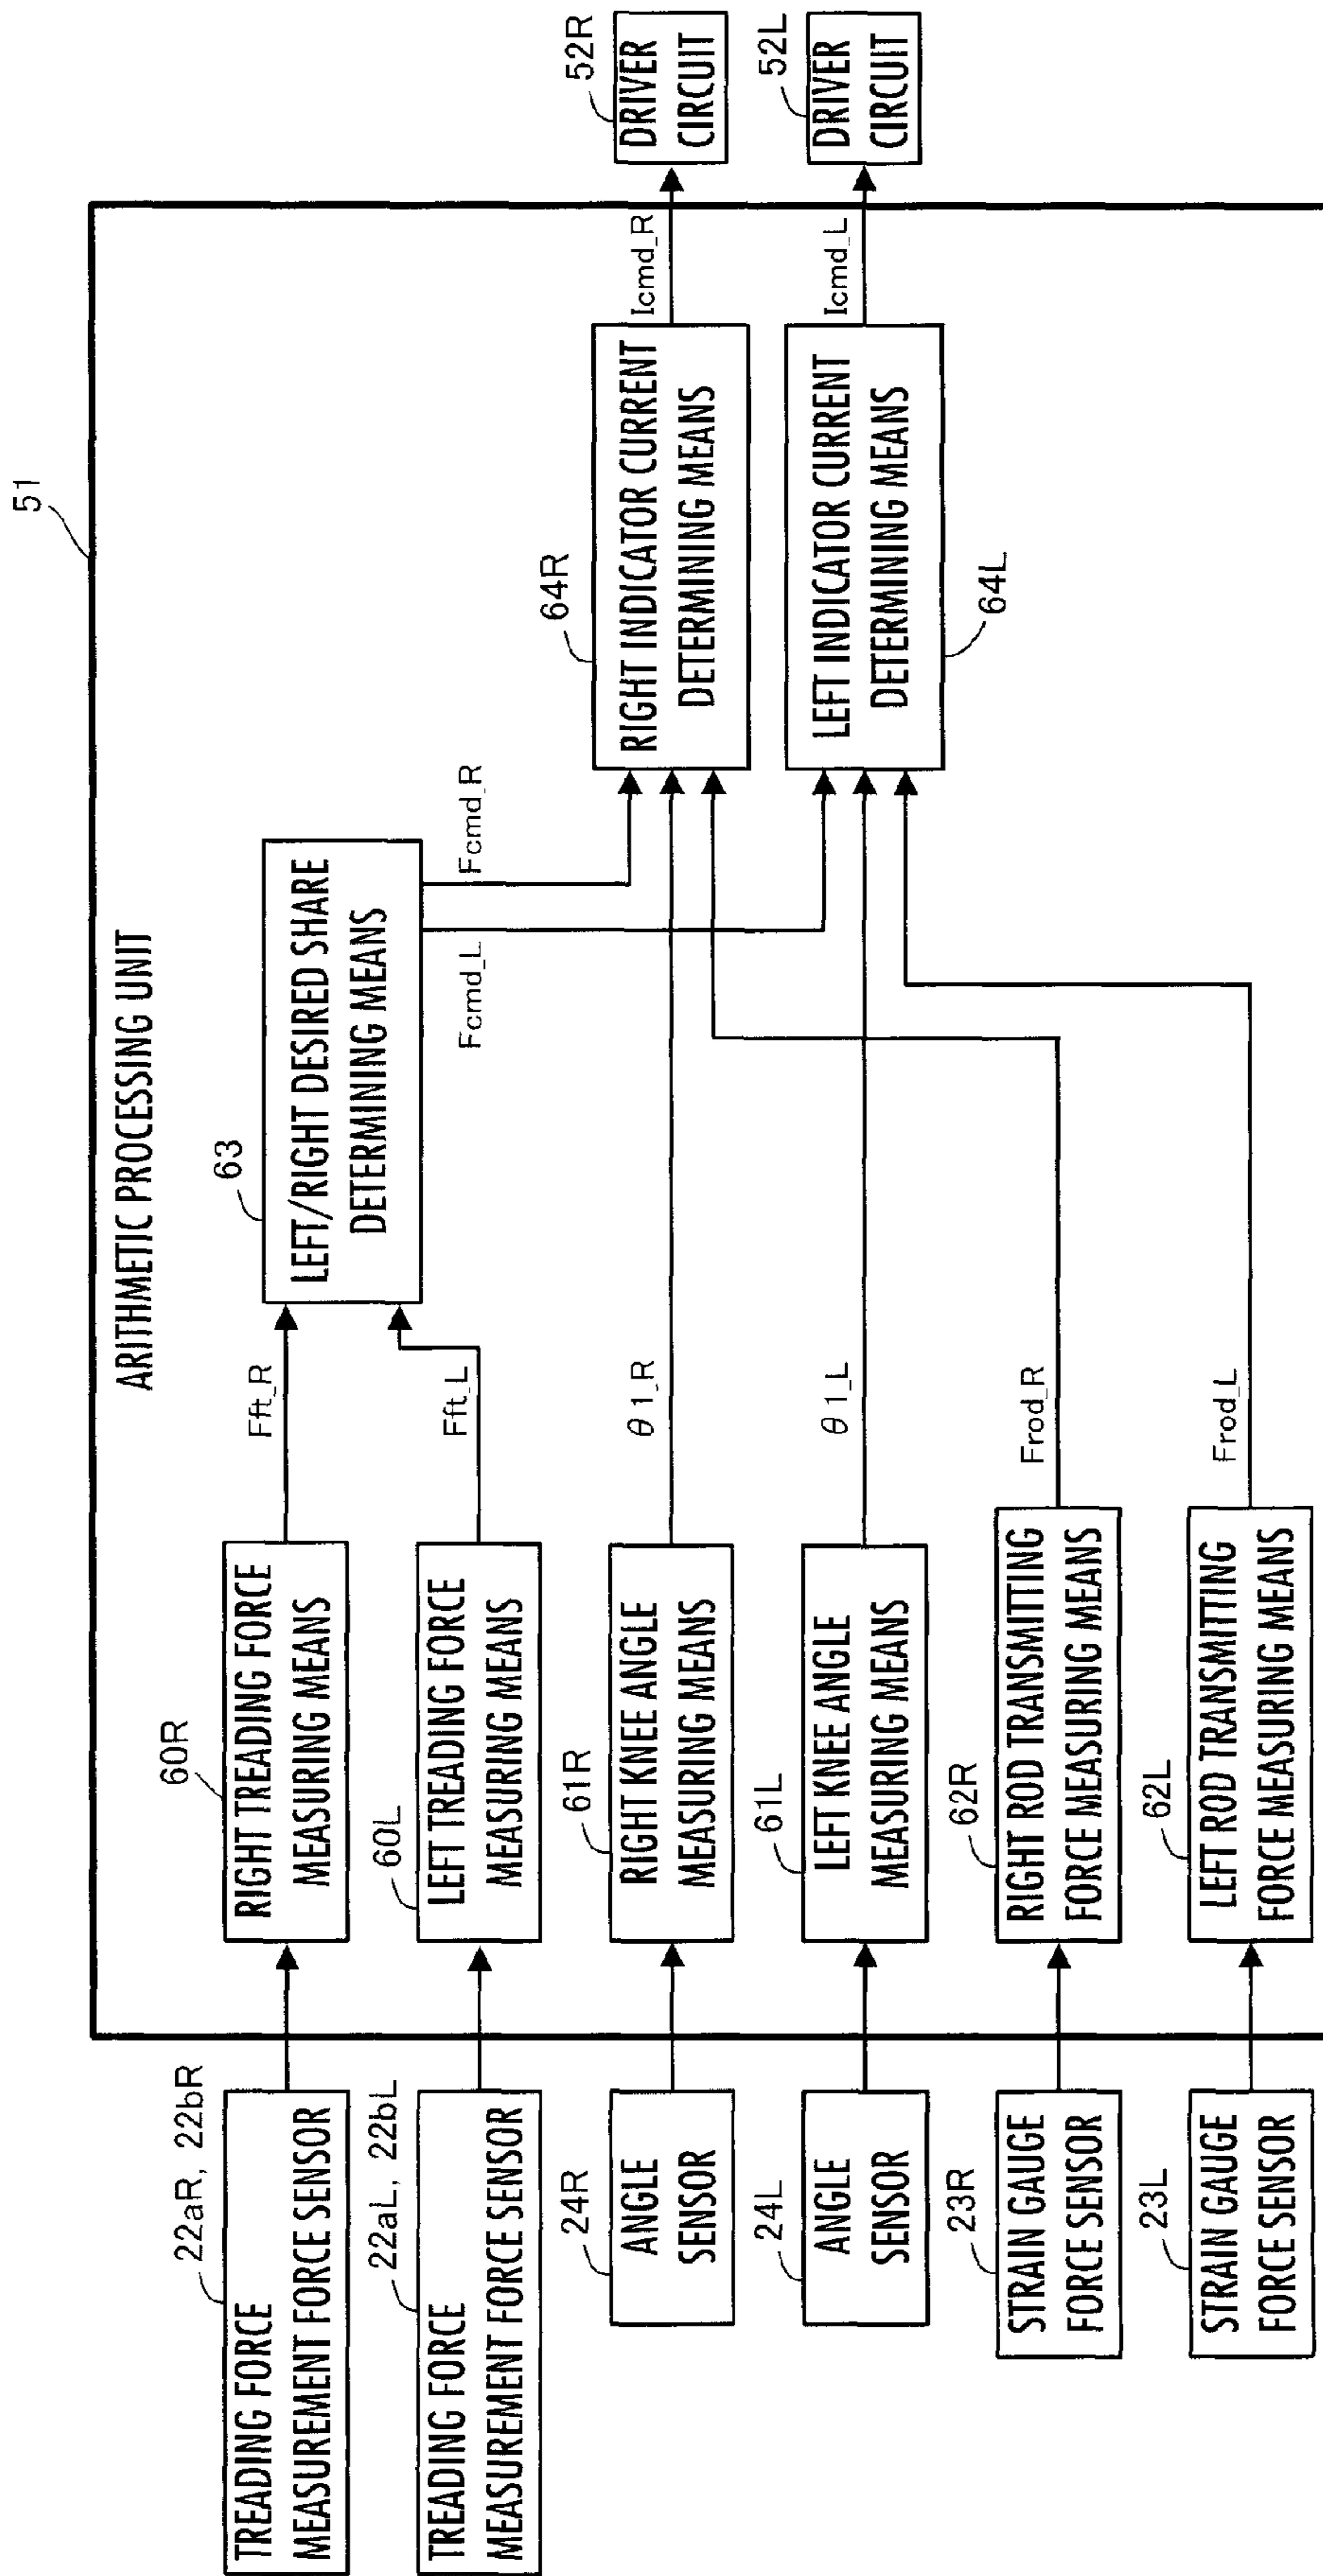 51
ARITHMETIC PROCESSING UNIT
22aR, 22bR
TREADING FORCE
MEASUREMENT FORCE SENSOR
60R
RIGHT TREADING FORCE
MEASURING MEANS
Fft_R
63
LEFT/RIGHT DESIRED SHARE
DETERMINING MEANS
Fcmd_R
Fcmd_L
22aL, 22bL
TREADING FORCE
MEASUREMENT FORCE SENSOR
60L
LEFT TREADING FORCE
MEASURING MEANS
Fft_L
24R
ANGLE
SENSOR
61R
RIGHT KNEE ANGLE
MEASURING MEANS
θ1_R
64R
RIGHT INDICATOR CURRENT
DETERMINING MEANS
Icmd_R
52R
DRIVER
CIRCUIT
24L
ANGLE
SENSOR
61L
LEFT KNEE ANGLE
MEASURING MEANS
θ1_L
LEFT INDICATOR CURRENT
DETERMINING MEANS
64L
Icmd_L
52L
DRIVER
CIRCUIT
23R
STRAIN GAUGE
FORCE SENSOR
62R
RIGHT ROD TRANSMITTING
FORCE MEASURING MEANS
Frod_R
23L
STRAIN GAUGE
FORCE SENSOR
62L
LEFT ROD TRANSMITTING
FORCE MEASURING MEANS
Frod_L